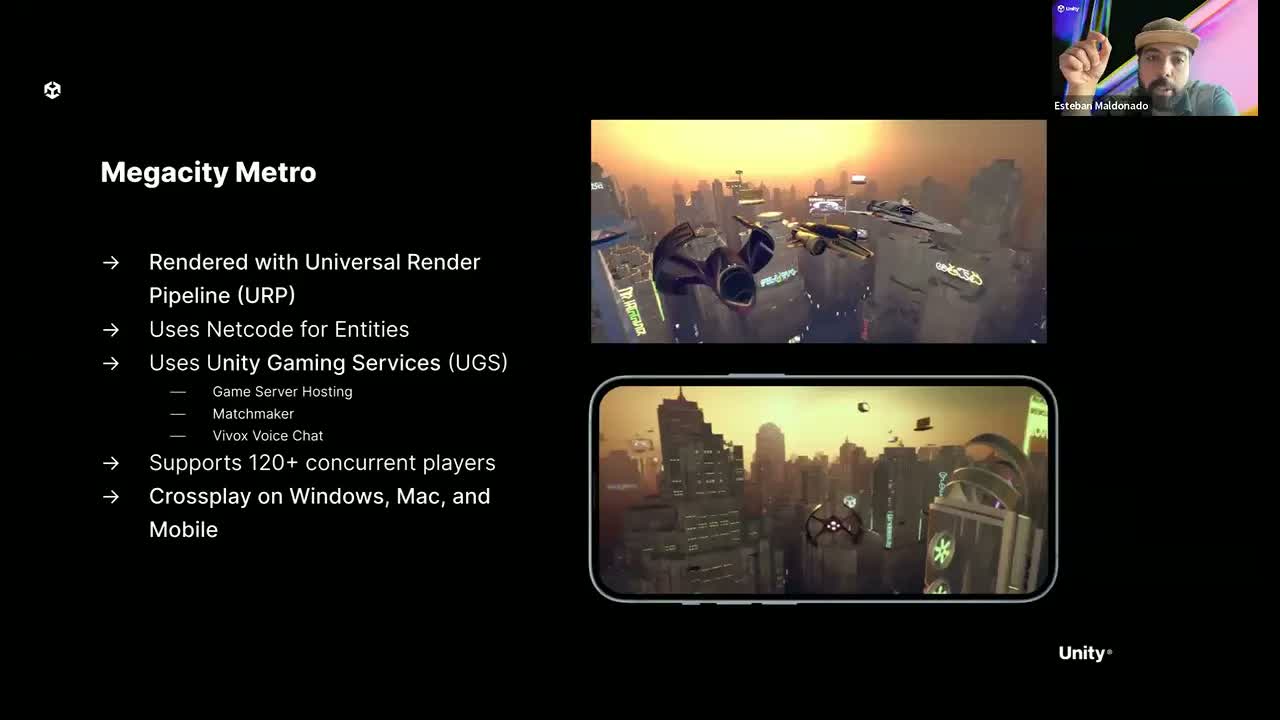 Unity
Esteban Maldonado
Megacity Metro
→ Rendered with Universal Render
Pipeline (URP)
→ Uses Netcode for Entities
→ Uses Unity Gaming Services (UGS)
— Game Server Hosting
— Matchmaker
— Vivox Voice Chat
→ Supports 120+ concurrent players
→ Crossplay on Windows, Mac, and
Mobile
Unity®